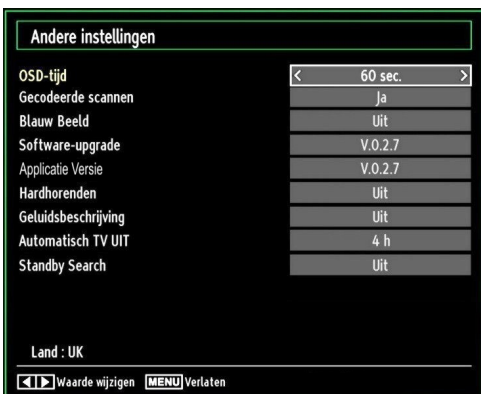 Andere instellingen
OSD-tijd < 60 sec. >
Gecodeerde scannen Ja
Blauw Beeld Uit
Software-upgrade V.0.2.7
Applicatie Versie V.0.2.7
Hardhorenden Uit
Geluidsbeschrijving Uit
Automatisch TV UIT 4 h
Standby Search Uit
Land : UK
Waarde wijzigen MENU Verlaten